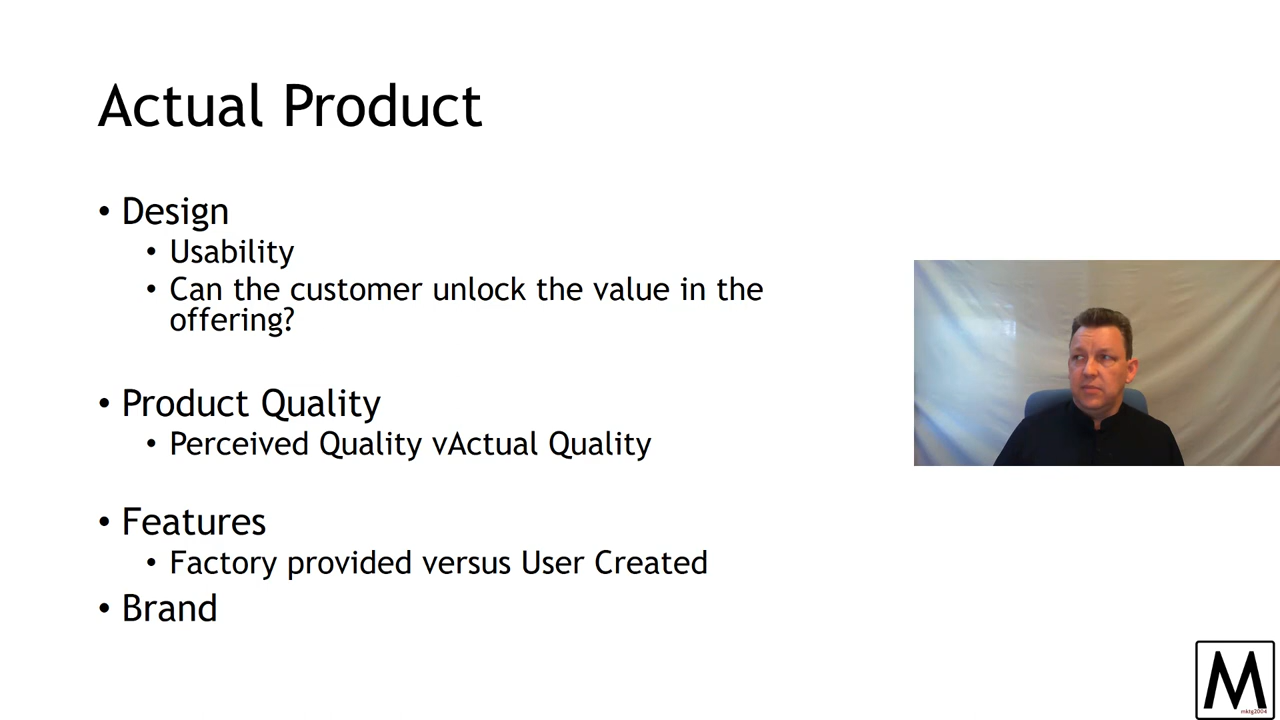 Actual Product
• Design
• Usability
• Can the customer unlock the value in the
offering?
• Product Quality
• Perceived Quality vActual Quality
• Features
• Factory provided versus User Created
• Brand
M
mktg2004